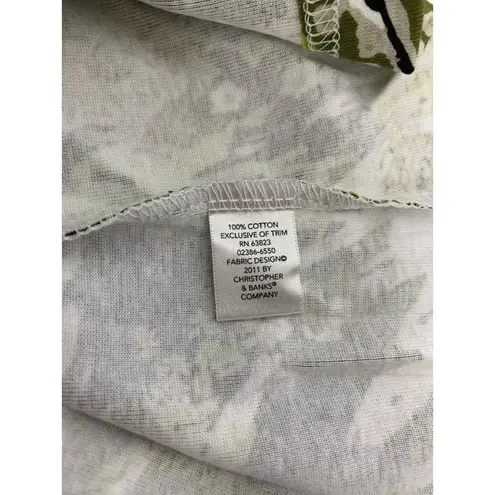 100% COTTON
EXCLUSIVE OF TRIM
RN 63823
02386-6550
FABRIC DESIGN©
2011 BY
CHRISTOPHER
& BANKS®
COMPANY